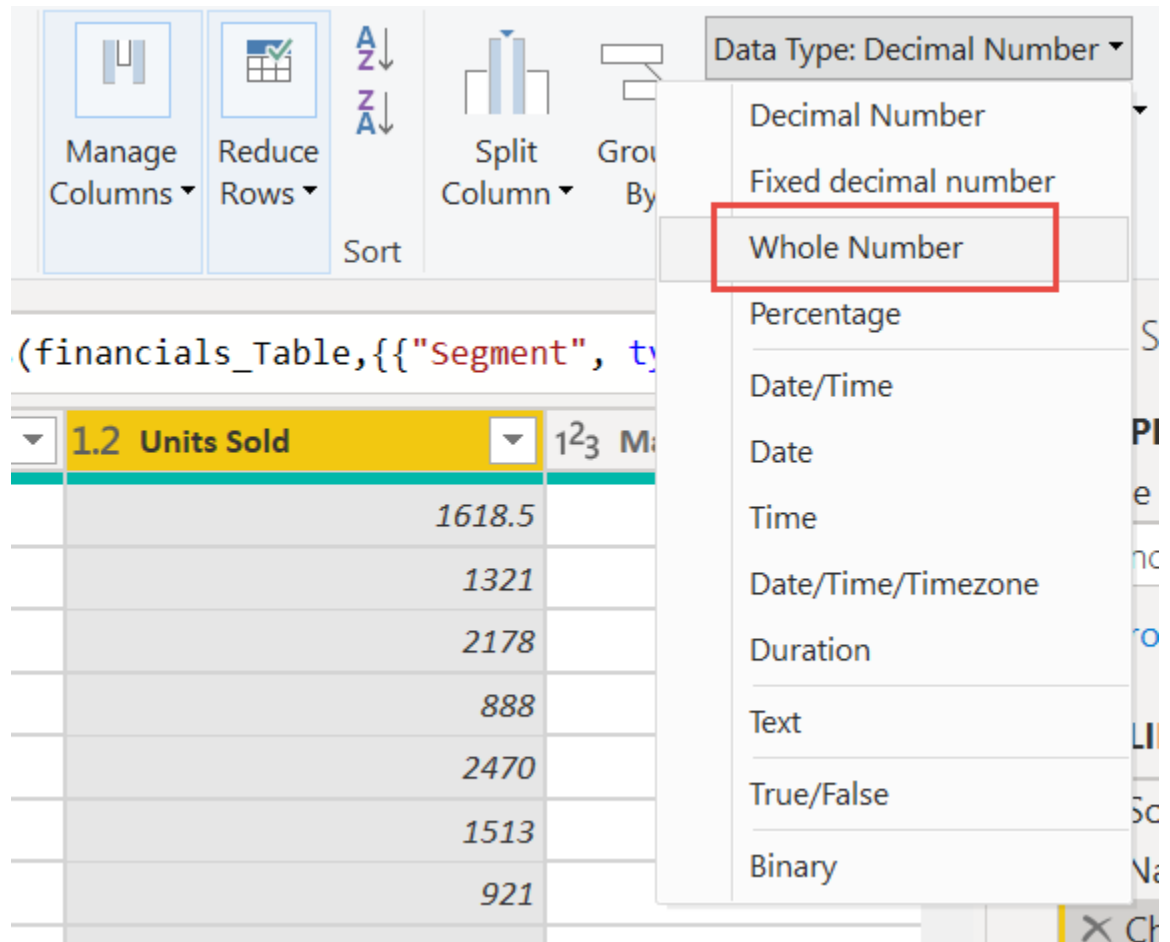 Manage
Columns
Reduce
Rows
A
Z
Z
A
Sort
Split
Column
By
Data Type: Decimal Number
Decimal Number
Fixed decimal number
Whole Number
Percentage
Date/Time
Date
Time
Date/Time/Timezone
Duration
Text
True/False
Binary
(financials_Table,{{"Segment",
1.2 Units Sold
123
1618.5
1321
2178
888
2470
1513
921